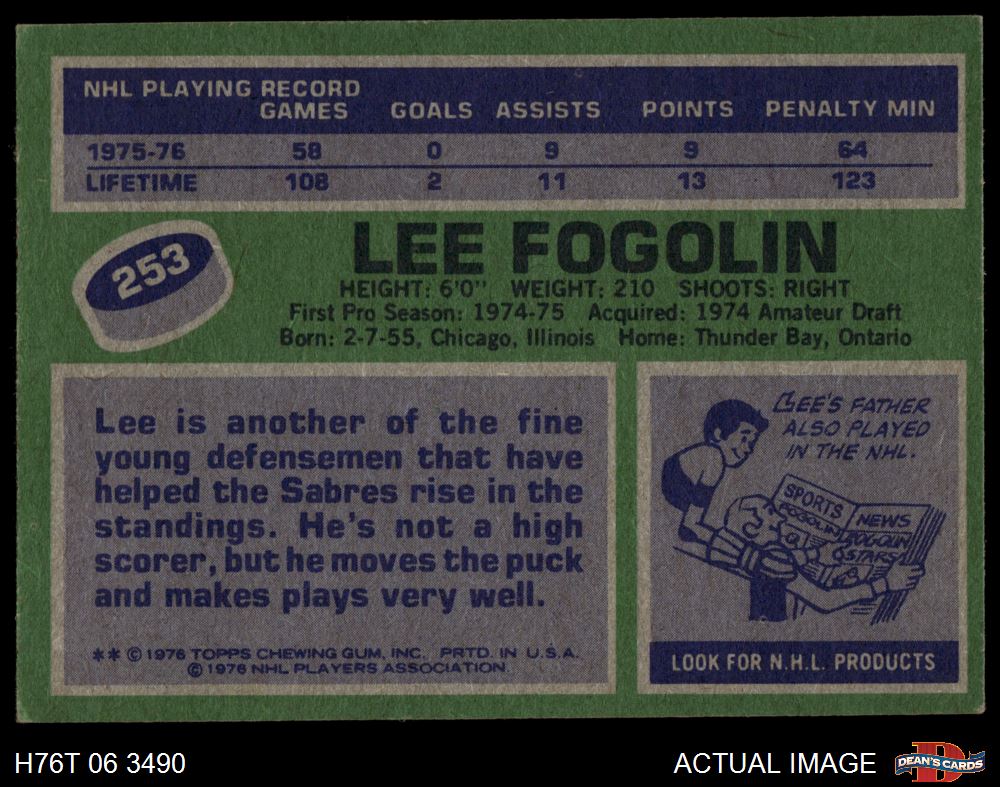 NHL PLAYING RECORD
GAMES GOALS ASSISTS POINTS PENALTY MIN
1975-76 58 0 9 9 64
LIFETIME 108 2 11 13 123
253
LEE FOGOLIN
HEIGHT: 6'0" WEIGHT: 210 SHOOTS: RIGHT
First Pro Season: 1974-75 Acquired: 1974 Amateur Draft
Born: 2-7-55, Chicago, Illinois Home: Thunder Bay, Ontario
Lee is another of the fine
young defensemen that have
helped the Sabres rise in the
standings. He's not a high
scorer, but he moves the puck
and makes plays very well.
** © 1976 TOPPS CHEWING GUM, INC. PRTD. IN U.S.A.
© 1976 NHL PLAYERS ASSOCIATION
LEE'S FATHER
ALSO PLAYED
IN THE NHL.
SPORTS NEWS
FOGOLIN FOGOLIN
STARS
LOOK FOR N.H.L. PRODUCTS
H76T 06 3490
ACTUAL IMAGE
D
DEAN'S CARDS